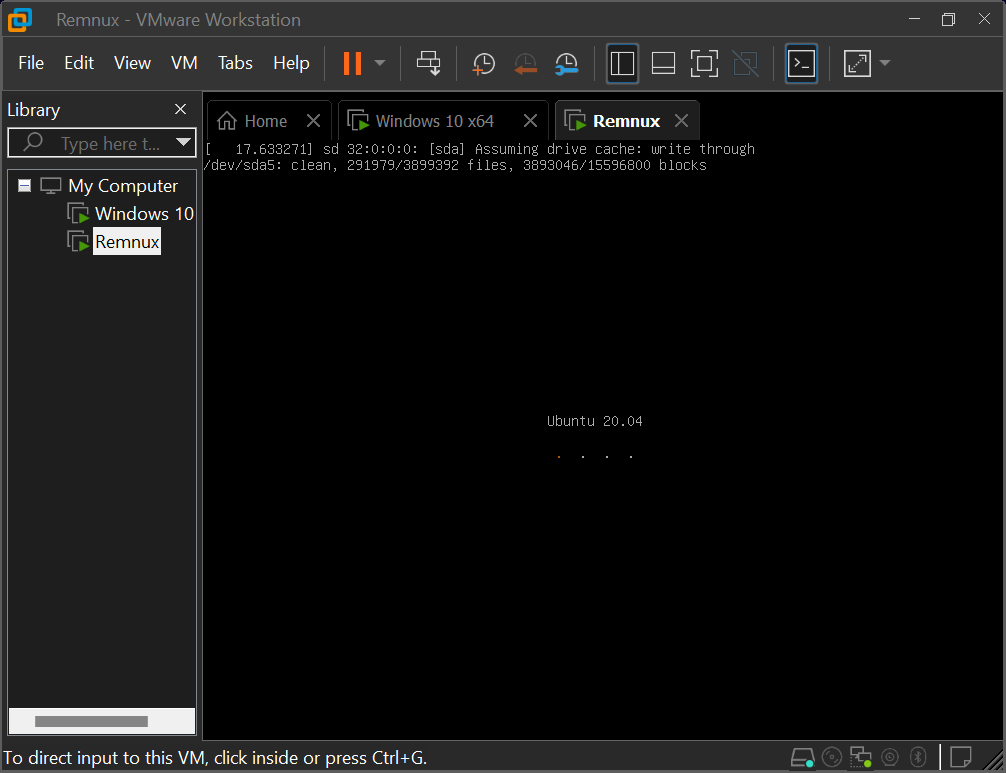 Remnux - VMware Workstation
File Edit View VM Tabs Help
Library
Type here t...
My Computer
Windows 10
Remnux
Home
Windows 10 x64
Remnux
[   17.633271] sd 32:0:0:0: [sda] Assuming drive cache: write through
/dev/sda5: clean, 291979/3899392 files, 3893046/15596800 blocks
Ubuntu 20.04
. . . .
To direct input to this VM, click inside or press Ctrl+G.